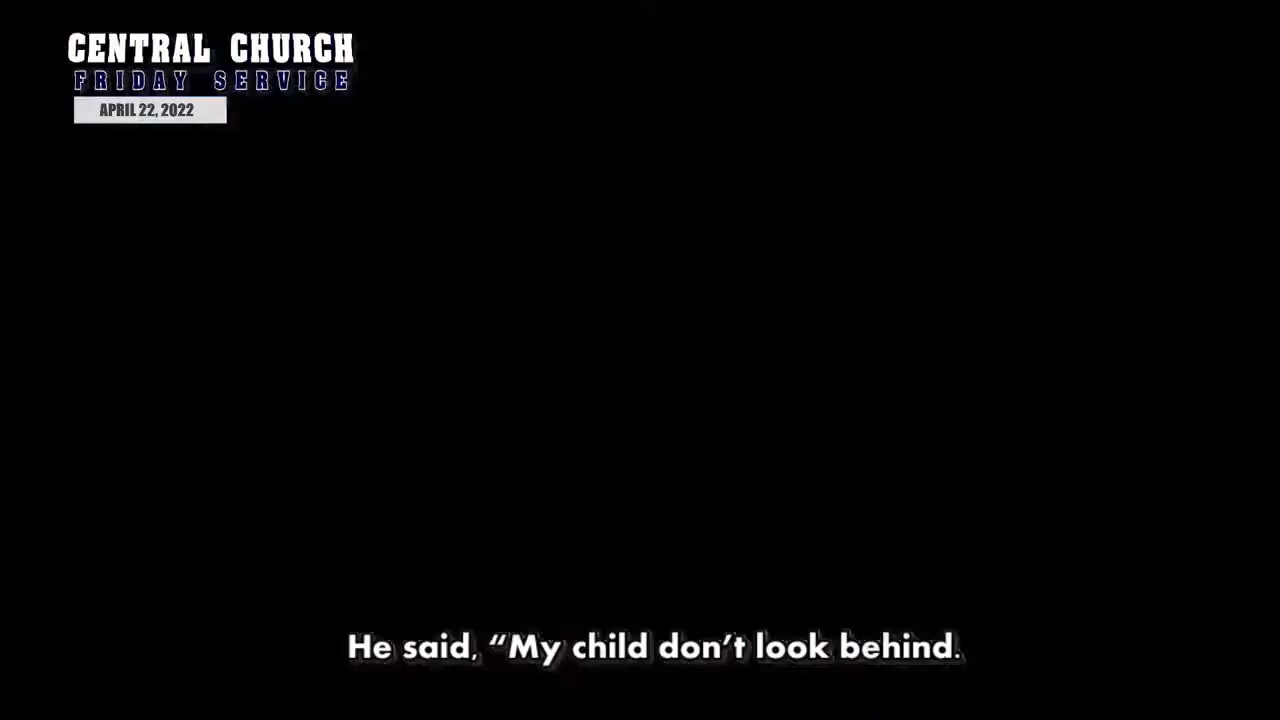 CENTRAL CHURCH
FRIDAY SERVICE
APRIL 22, 2022
He said, “My child don’t look behind.